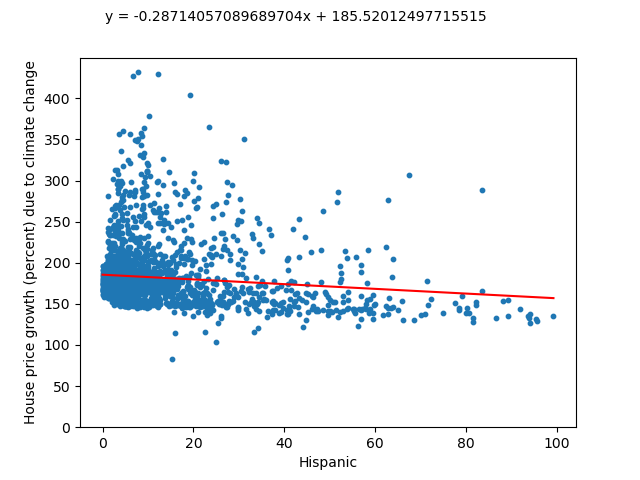 y = -0.28714057089689704x + 185.52012497715515
House price growth (percent) due to climate change
400
350
300
250
200
150
100
50
0
0 20 40 60 80 100
Hispanic